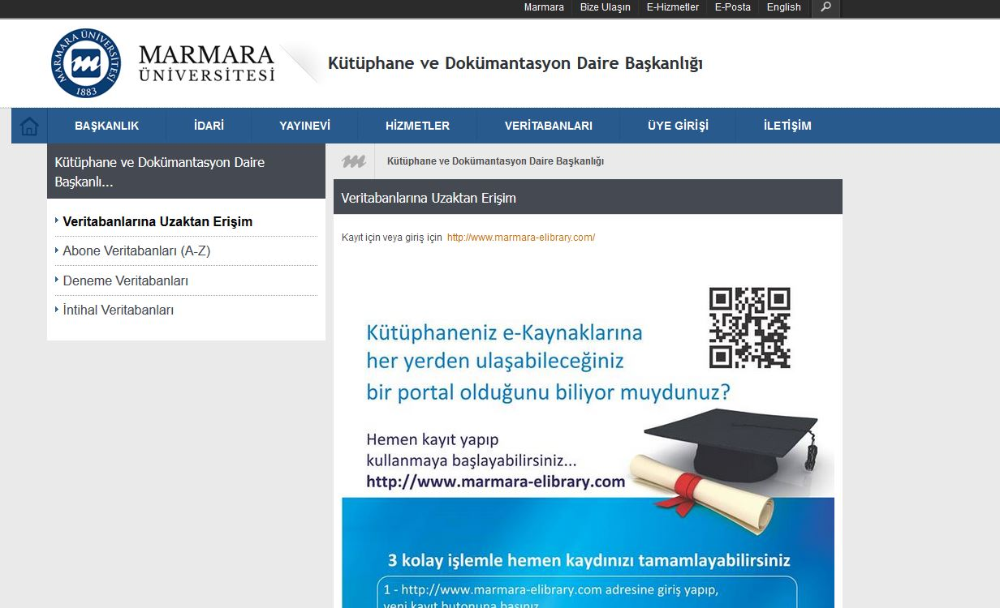 Marmara Bize Ulaşın E-Hizmetler E-Posta English
MARMARA ÜNİVERSİTESİ
1883
MARMARA
ÜNİVERSİTESİ
Kütüphane ve Dokümantasyon Daire Başkanlığı
BAŞKANLIK İDARİ YAYINEVİ HİZMETLER VERİTABANLARI ÜYE GİRİŞİ İLETİŞİM
Kütüphane ve Dokümantasyon Daire
Başkanlı...
Veritabanlarına Uzaktan Erişim
Abone Veritabanları (A-Z)
Deneme Veritabanları
İntihal Veritabanları
Kütüphane ve Dokümantasyon Daire Başkanlığı
Veritabanlarına Uzaktan Erişim
Kayıt için veya giriş için http://www.marmara-elibrary.com/
Kütüphaneniz e-Kaynaklarına
her yerden ulaşabileceğiniz
bir portal olduğunu biliyor muydunuz?
Hemen kayıt yapıp
kullanmaya başlayabilirsiniz...
http://www.marmara-elibrary.com
3 kolay işlemle hemen kaydınızı tamamlayabilirsiniz
1 - http://www.marmara-elibrary.com adresine giriş yapıp,
yeni kayıt butonuna basınız